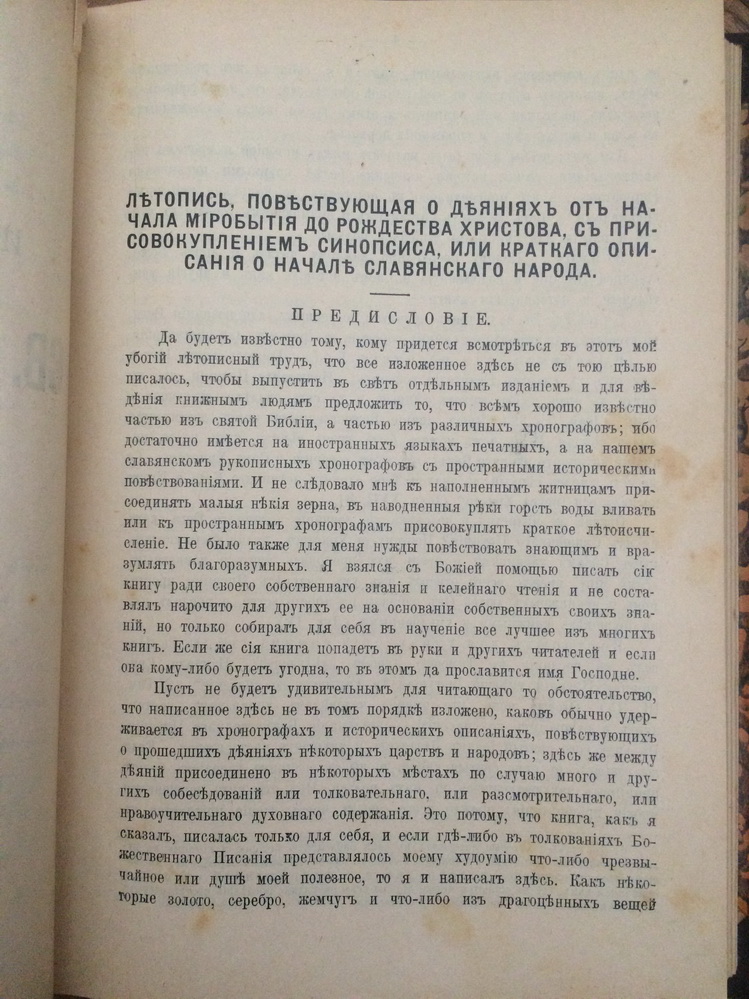 ЛѢТОПИСЬ, ПОВѢСТВУЮЩАЯ О ДѢЯНІЯХЪ ОТЪ НА-
ЧАЛА МІРОБЫТІЯ ДО РОЖДЕСТВА ХРИСТОВА, СЪ ПРИ-
СОВОКУПЛЕНІЕМЪ СИНОПСИСА, ИЛИ КРАТКАГО ОПИ-
САНІЯ О НАЧАЛѢ СЛАВЯНСКАГО НАРОДА.
ПРЕДИСЛОВІЕ.
Да будетъ извѣстно тому, кому придется всмотрѣться въ этотъ мой
убогій лѣтописный трудъ, что все изложенное здѣсь не съ тою цѣлью
писалось, чтобы выпустить въ свѣтъ отдѣльнымъ изданіемъ и для вѣ-
дѣнія книжнымъ людямъ предложить то, что всѣмъ хорошо извѣстно
частью изъ святой Библіи, а частью изъ различныхъ хронографовъ; ибо
достаточно имѣется на иностранныхъ языкахъ печатныхъ, а на нашемъ
славянскомъ рукописныхъ хронографовъ съ пространными историческими
повѣствованіями. И не слѣдовало мнѣ къ наполненнымъ житницамъ при-
соединять малыя нѣкія зерна, въ наводненныя рѣки горсть воды вливать
или къ пространнымъ хронографамъ присовокуплять краткое лѣтоисчи-
сленіе. Не было также для меня нужды повѣствовать знающимъ и вра-
зумлять благоразумныхъ. Я взялся съ Божіей помощью писать сію
книгу ради своего собственнаго знанія и келейнаго чтенія и не соста-
влялъ нарочито для другихъ ее на основаніи собственныхъ своихъ зна-
ній, но только собиралъ для себя въ наученіе все лучшее изъ многихъ
книгъ. Если же сія книга попадетъ въ руки и другихъ читателей и если
она кому-либо будетъ угодна, то въ этомъ да прославится имя Господне.
Пусть не будетъ удивительнымъ для читающаго то обстоятельство,
что написанное здѣсь не въ томъ порядкѣ изложено, каковъ обычно удер-
живается въ хронографахъ и историческихъ описаніяхъ, повѣствующихъ
о прошедшихъ дѣяніяхъ нѣкоторыхъ царствъ и народовъ; здѣсь же между
дѣяній присоединено въ нѣкоторыхъ мѣстахъ по случаю много и дру-
гихъ собесѣдованій или толковательнаго, или разсмотрительнаго, или
нравоучительнаго духовнаго содержанія. Это потому, что книга, какъ я
сказалъ, писалась только для себя, и если гдѣ-либо въ толкованіяхъ Бо-
жественнаго Писанія представлялось моему худоумію что-либо чрезвы-
чайное или душѣ моей полезное, то я и написалъ здѣсь. Какъ нѣко-
торые золото, серебро, жемчугъ и что-либо изъ драгоцѣнныхъ вещей